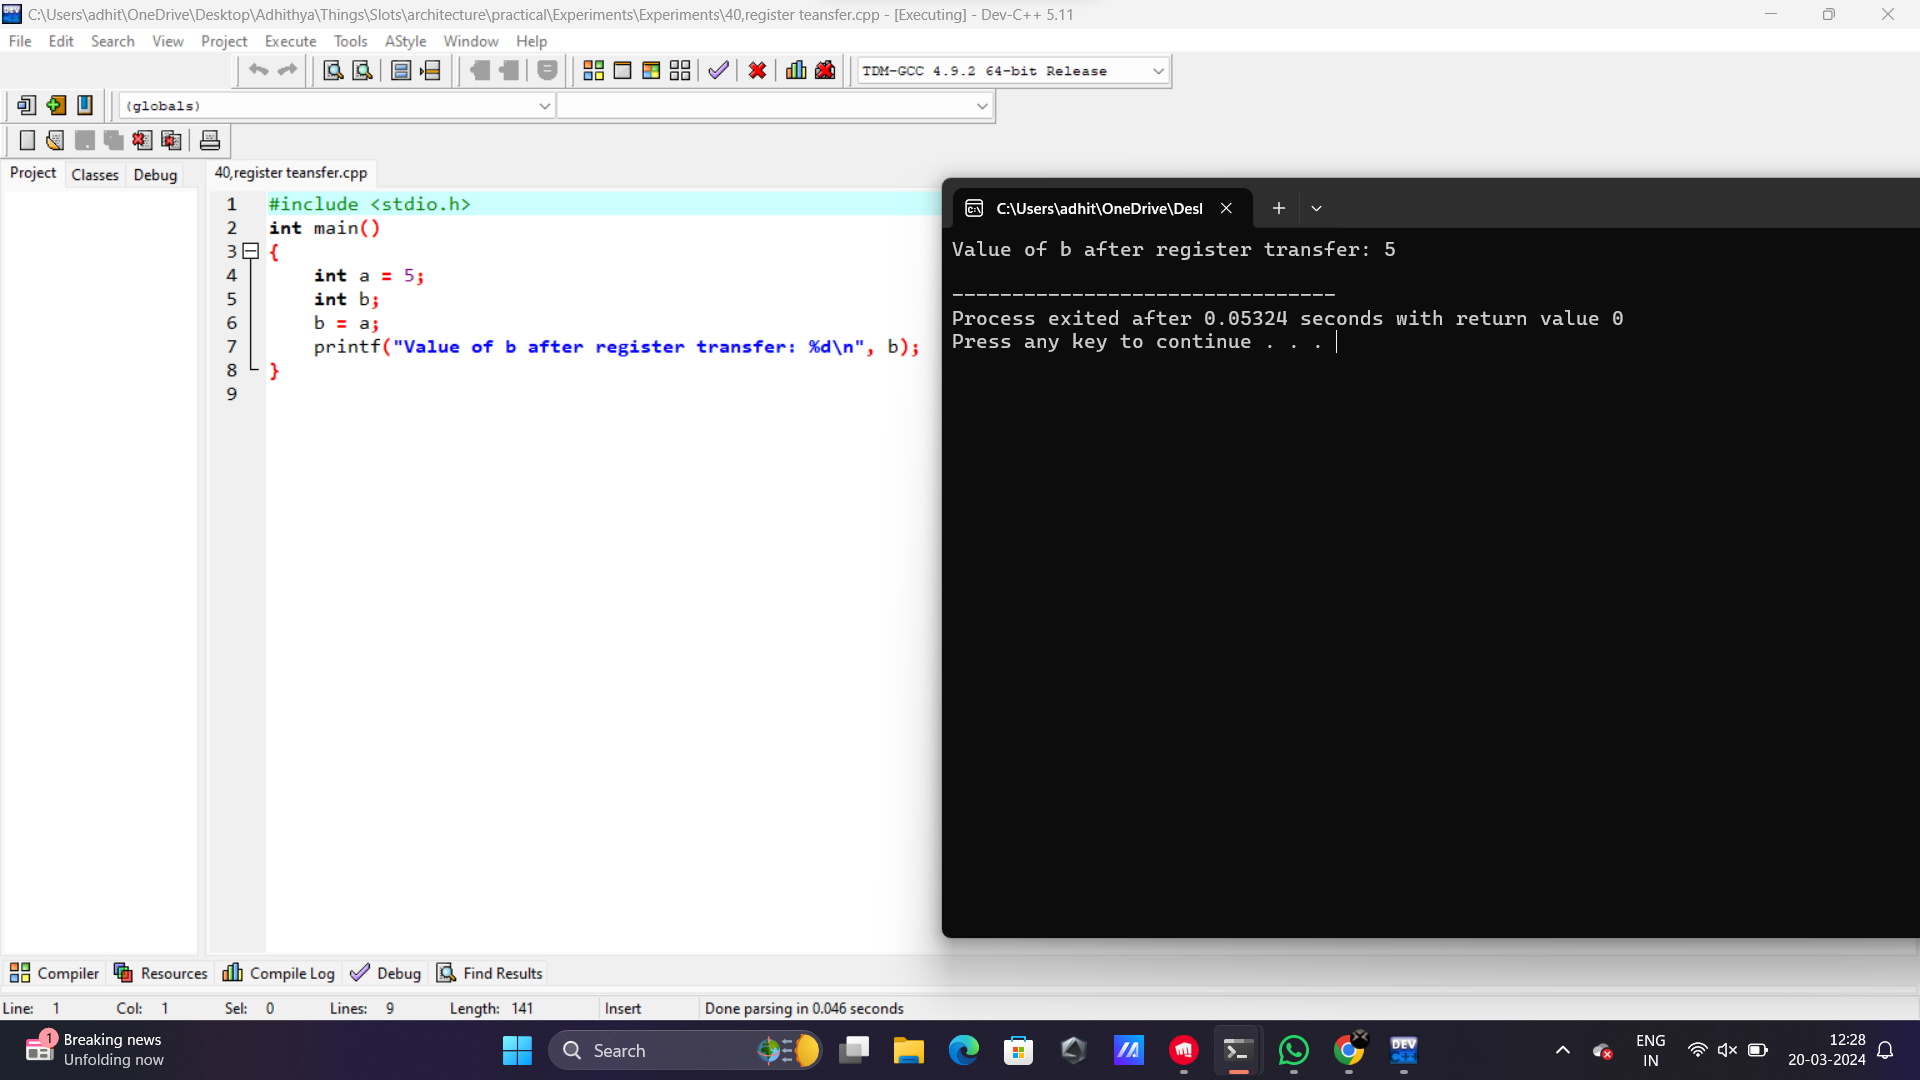 C:\Users\adhit\OneDrive\Desktop\Adhithya\Things\Slots\architecture\practical\Experiments\Experiments\40,register teansfer.cpp - [Executing] - Dev-C++ 5.11
File Edit Search View Project Execute Tools AStyle Window Help
TDM-GCC 4.9.2 64-bit Release
(globals)
Project Classes Debug
40,register teansfer.cpp
1 #include <stdio.h>
2 int main()
3 {
4 int a = 5;
5 int b;
6 b = a;
7 printf("Value of b after register transfer: %d\n", b);
8 }
9
C:\Users\adhit\OneDrive\Desl
Value of b after register transfer: 5
--------------------------------
Process exited after 0.05324 seconds with return value 0
Press any key to continue . . .
Compiler Resources Compile Log Debug Find Results
Line: 1 Col: 1 Sel: 0 Lines: 9 Length: 141 Insert Done parsing in 0.046 seconds
1
Breaking news
Unfolding now
Search
DEV
C++
ENG
IN
12:28
20-03-2024